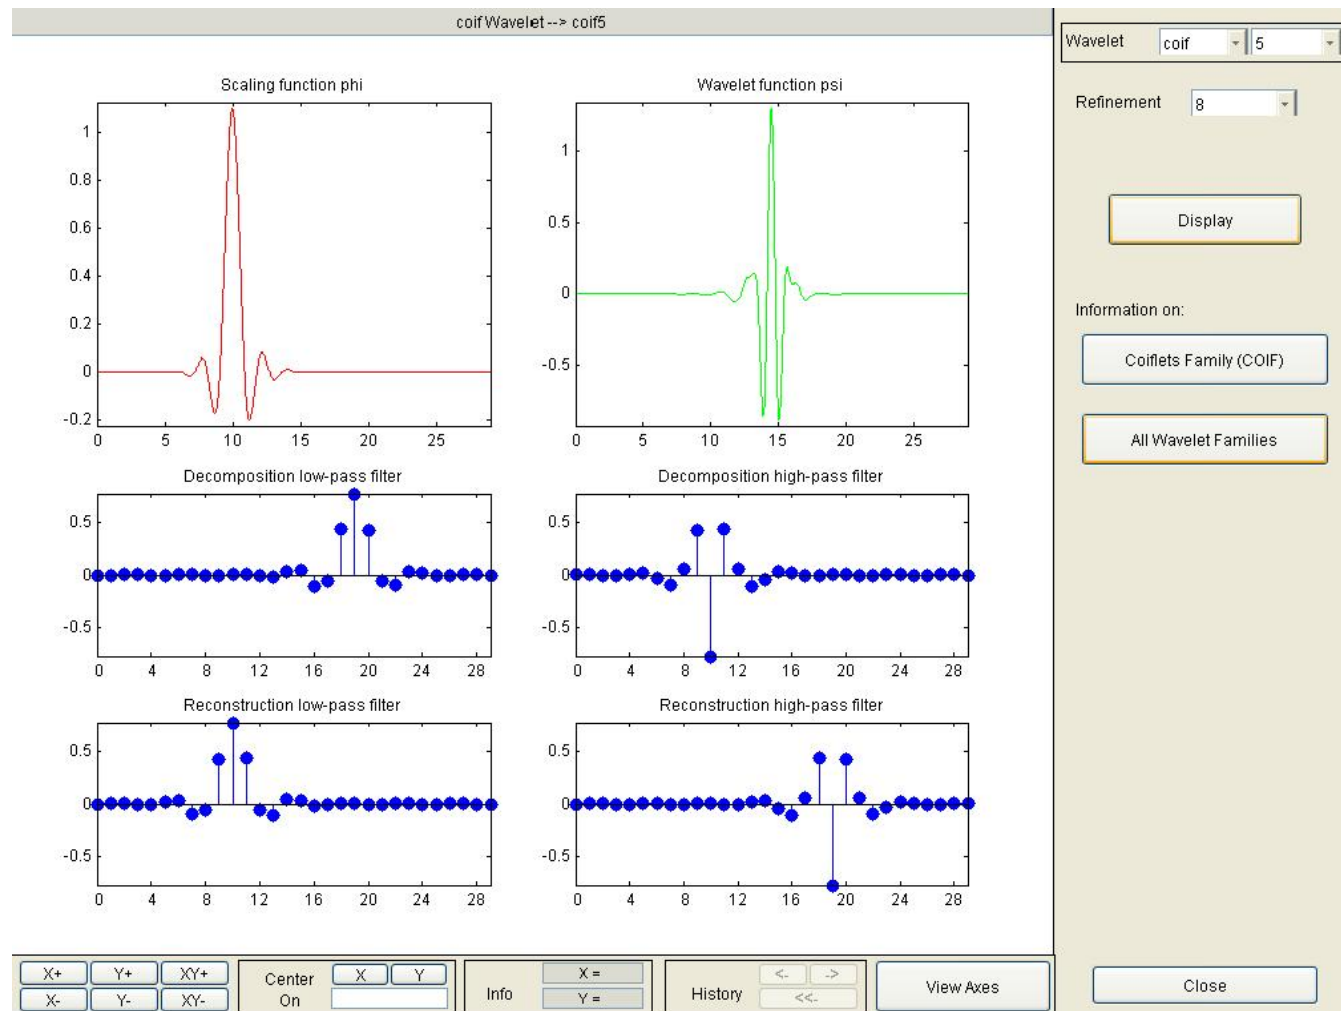 coif Wavelet --> coif5
Wavelet coif 5
Refinement 8
Display
Information on:
Coiflets Family (COIF)
All Wavelet Families
Close
Scaling function phi
1
0.8
0.6
0.4
0.2
0
-0.2
0 5 10 15 20 25
Wavelet function psi
1
0.5
0
-0.5
0 5 10 15 20 25
Decomposition low-pass filter
0.5
0
-0.5
0 4 8 12 16 20 24 28
Decomposition high-pass filter
0.5
0
-0.5
0 4 8 12 16 20 24 28
Reconstruction low-pass filter
0.5
0
-0.5
0 4 8 12 16 20 24 28
Reconstruction high-pass filter
0.5
0
-0.5
0 4 8 12 16 20 24 28
X+ Y+ XY+
X- Y- XY-
Center
On
X Y
Info
X =
Y =
History
<- ->
<<-
View Axes